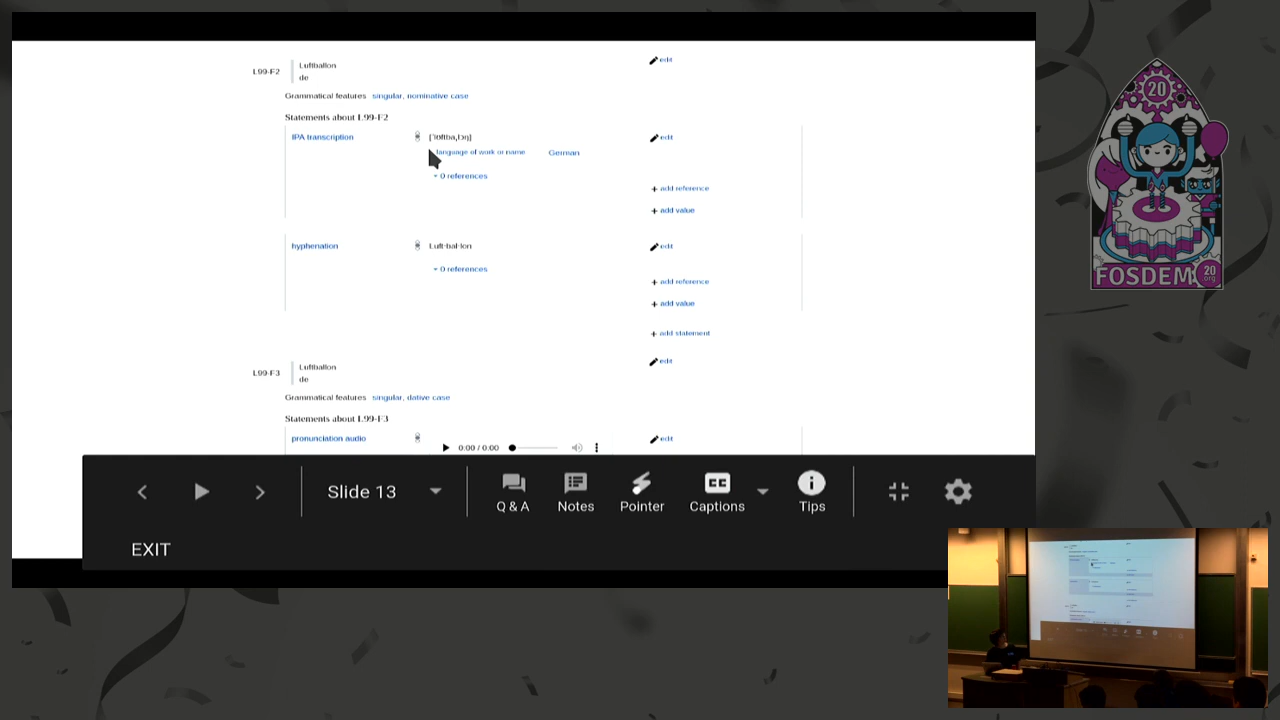 L99-F2
Luftballon
de
edit
Grammatical features singular, nominative case
Statements about L99-F2
IPA transcription
edit
language of work or name German
0 references
+ add reference
+ add value
hyphenation Luft·bal·lon
edit
0 references
+ add reference
+ add value
+ add statement
L99-F3
Luftballon
de
edit
Grammatical features singular, dative case
Statements about L99-F3
pronunciation audio 0:00 / 0:00
edit
Slide 13
Q & A Notes Pointer Captions Tips
CC
EXIT
20
FOSDEM 20
.org